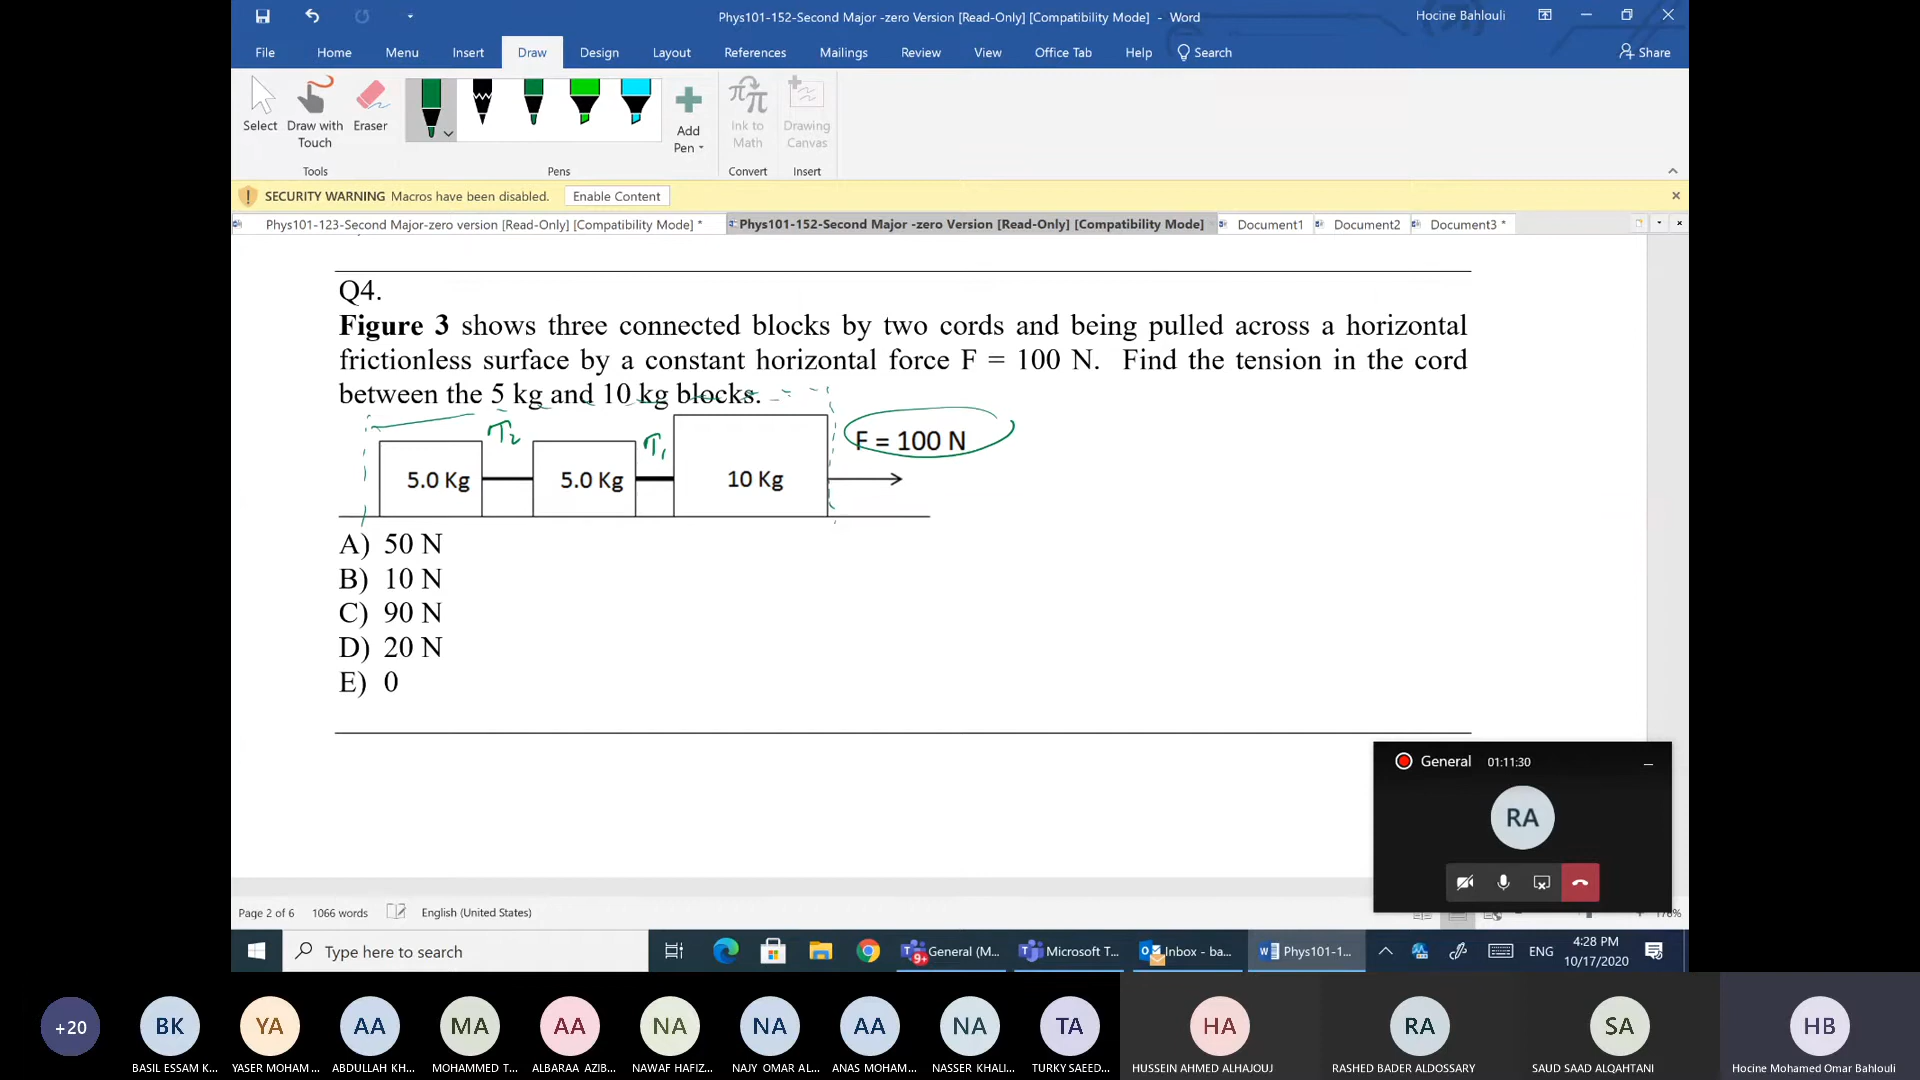 Phys101-152-Second Major -zero Version [Read-Only] [Compatibility Mode] - Word
Hocine Bahlouli
File Home Menu Insert Draw Design Layout References Mailings Review View Office Tab Help Search Share
Select
Draw with Touch
Eraser
Add Pen
Ink to Math
Drawing Canvas
Tools Pens Convert Insert
SECURITY WARNING Macros have been disabled. Enable Content
Phys101-123-Second Major-zero version [Read-Only] [Compatibility Mode] * Phys101-152-Second Major -zero Version [Read-Only] [Compatibility Mode] Document1 Document2 Document3 *
Q4.
Figure 3 shows three connected blocks by two cords and being pulled across a horizontal
frictionless surface by a constant horizontal force F = 100 N. Find the tension in the cord
between the 5 kg and 10 kg blocks.
T2 T1 F = 100 N
5.0 Kg 5.0 Kg 10 Kg
A) 50 N
B) 10 N
C) 90 N
D) 20 N
E) 0
General 01:11:30
RA
Page 2 of 6 1066 words English (United States) 176%
Type here to search
9+ General (M... Microsoft T... Inbox - ba... Phys101-1... ENG
4:28 PM
10/17/2020
+20 BK YA AA MA AA NA NA AA NA TA HA RA SA HB
BASIL ESSAM K... YASER MOHAM... ABDULLAH KH... MOHAMMED T... ALBARAA AZIB... NAWAF HAFIZ... NAJY OMAR AL... ANAS MOHAM... NASSER KHALI... TURKY SAEED... HUSSEIN AHMED ALHAJOUJ RASHED BADER ALDOSSARY SAUD SAAD ALQAHTANI Hocine Mohamed Omar Bahlouli